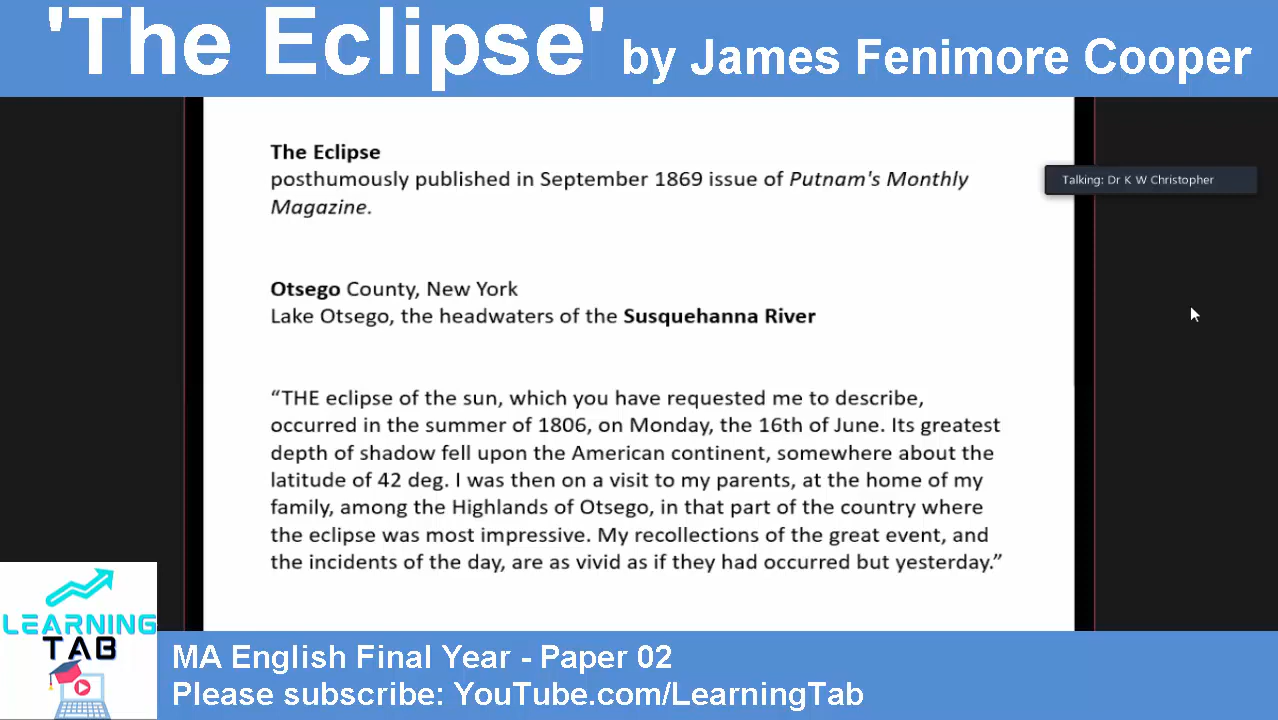 'The Eclipse' by James Fenimore Cooper
The Eclipse
posthumously published in September 1869 issue of Putnam's Monthly
Magazine.
Talking: Dr K W Christopher
Otsego County, New York
Lake Otsego, the headwaters of the Susquehanna River
“THE eclipse of the sun, which you have requested me to describe,
occurred in the summer of 1806, on Monday, the 16th of June. Its greatest
depth of shadow fell upon the American continent, somewhere about the
latitude of 42 deg. I was then on a visit to my parents, at the home of my
family, among the Highlands of Otsego, in that part of the country where
the eclipse was most impressive. My recollections of the great event, and
the incidents of the day, are as vivid as if they had occurred but yesterday.”
LEARNING
TAB
MA English Final Year - Paper 02
Please subscribe: YouTube.com/LearningTab